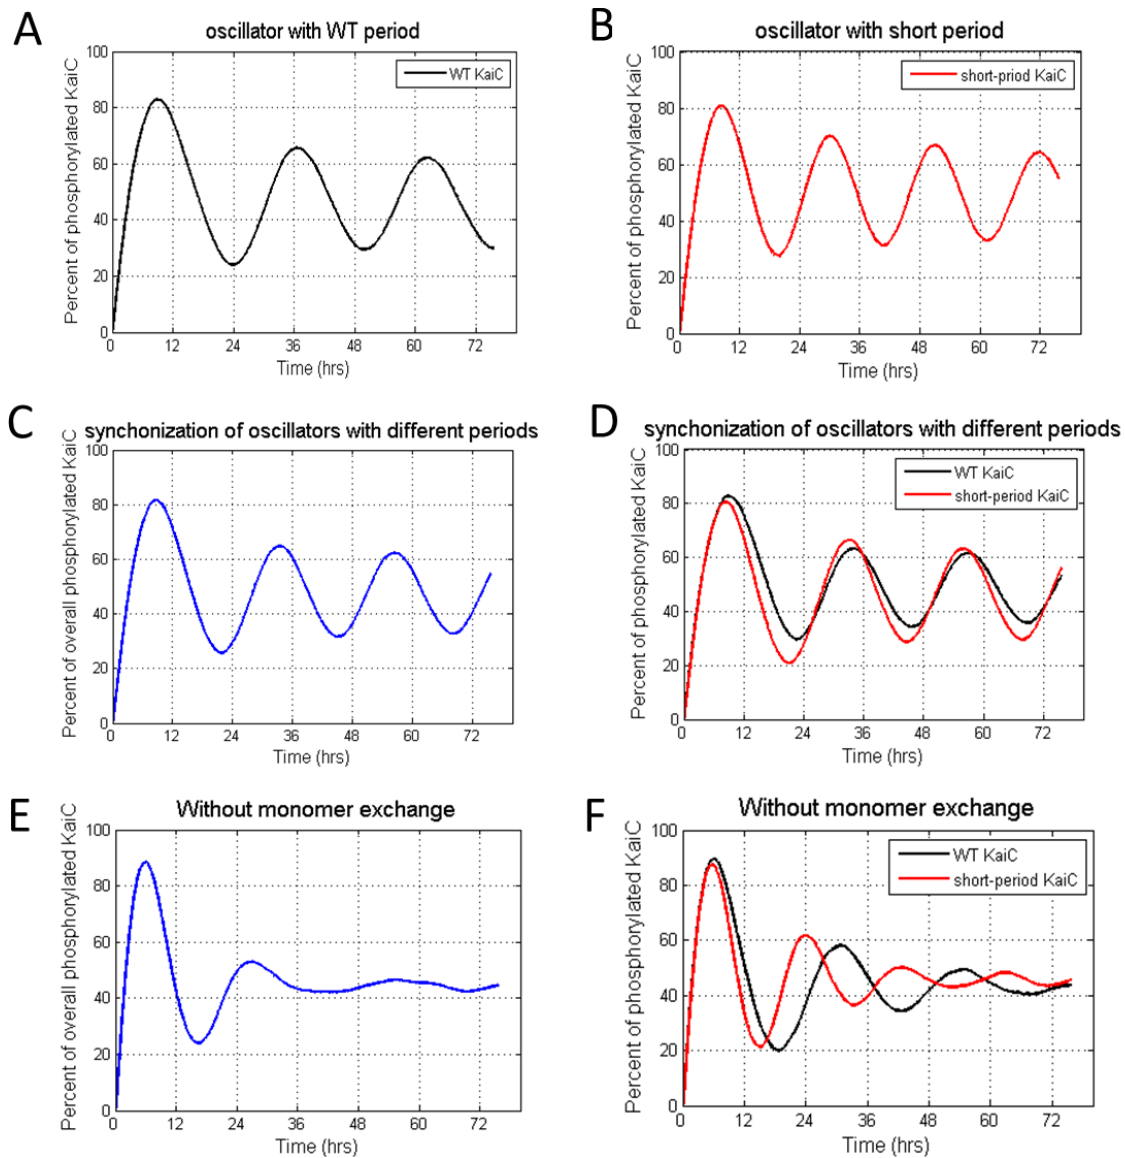 A
oscillator with WT period
Percent of phosphorylated KaiC
100
80
60
40
20
0
WT KaiC
0 12 24 36 48 60 72
Time (hrs)
B
oscillator with short period
Percent of phosphorylated KaiC
100
80
60
40
20
0
short-priod KaiC
0 12 24 36 48 60 72
Time (hrs)
C
synchonization of oscillators with different periods
Percent of overall phosphorylated KaiC
100
80
60
40
20
0
0 12 24 36 48 60 72
Time (hrs)
D
synchonization of oscillators with different periods
Percent of phosphorylated KaiC
100
80
60
40
20
0
WT KaiC
short-period KaiC
0 12 24 36 48 60 72
Time (hrs)
E
Without monomer exchange
Percent of overall phosphorylated KaiC
100
80
60
40
20
0
0 12 24 36 48 60 72
Time (hrs)
F
Without monomer exchange
Percent of phosphorylated KaiC
100
80
60
40
20
0
WT KaiC
short-period KaiC
0 12 24 36 48 60 72
Time (hrs)